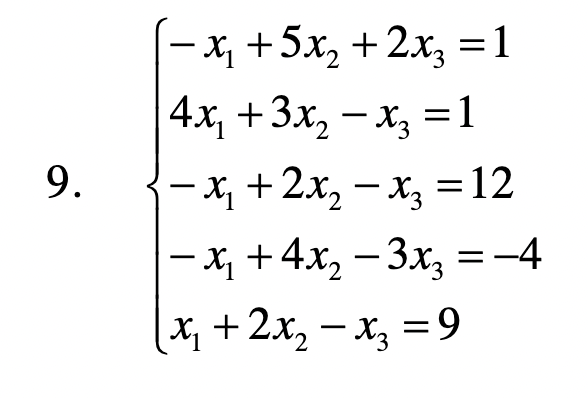 − x₁ + 5x₂ + 2x₃ = 1
4x₁ + 3x₂ − x₃ = 1
9. − x₁ + 2x₂ − x₃ = 12
− x₁ + 4x₂ − 3x₃ = −4
x₁ + 2x₂ − x₃ = 9